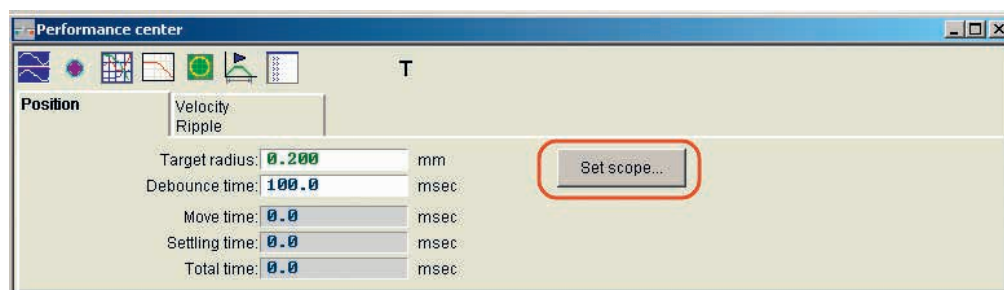 Performance center
T
Position
Velocity
Ripple
Target radius: 0.200 mm
Set scope...
Debounce time: 100.0 msec
Move time: 0.0 msec
Settling time: 0.0 msec
Total time: 0.0 msec